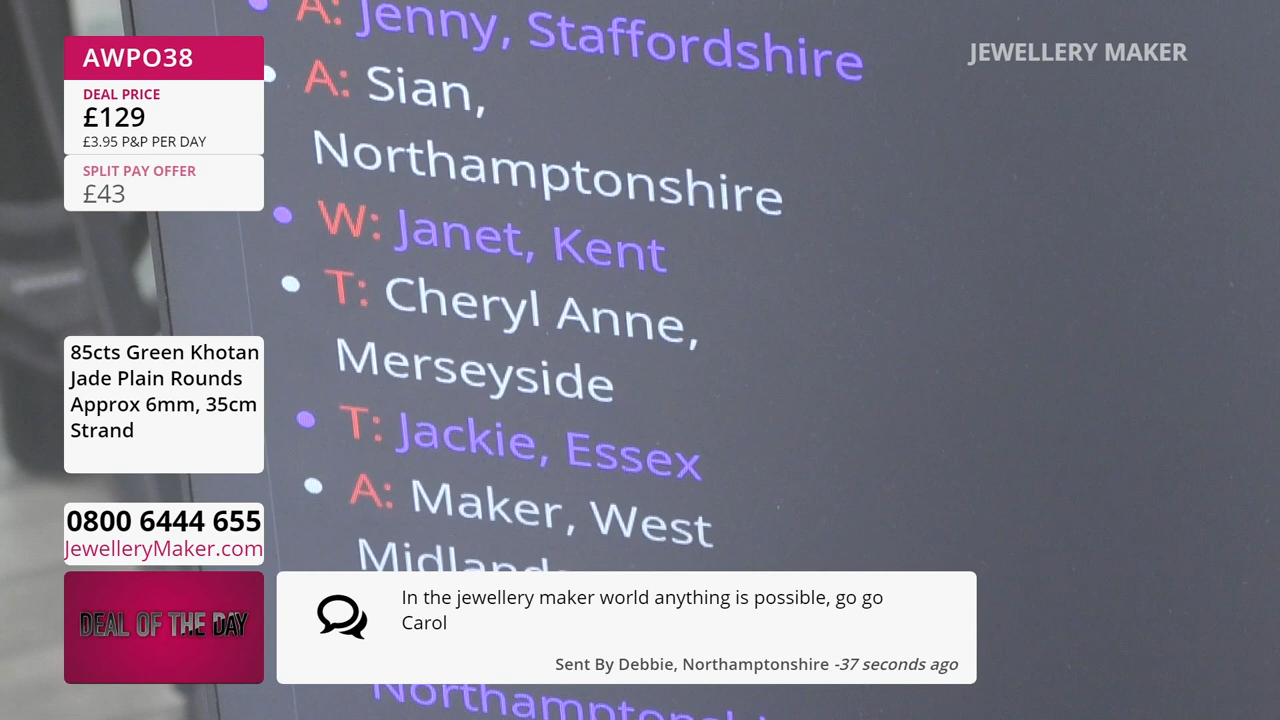 A: Jenny, Staffordshire
AWPO38
JEWELLERY MAKER
DEAL PRICE
£129
£3.95 P&P PER DAY
SPLIT PAY OFFER
£43
A: Sian,
Northamptonshire
W: Janet, Kent
T: Cheryl Anne,
Merseyside
T: Jackie, Essex
A: Maker, West
85cts Green Khotan
Jade Plain Rounds
Approx 6mm, 35cm
Strand
0800 6444 655
JewelleryMaker.com
DEAL OF THE DAY
In the jewellery maker world anything is possible, go go
Carol
Sent By Debbie, Northamptonshire -37 seconds ago